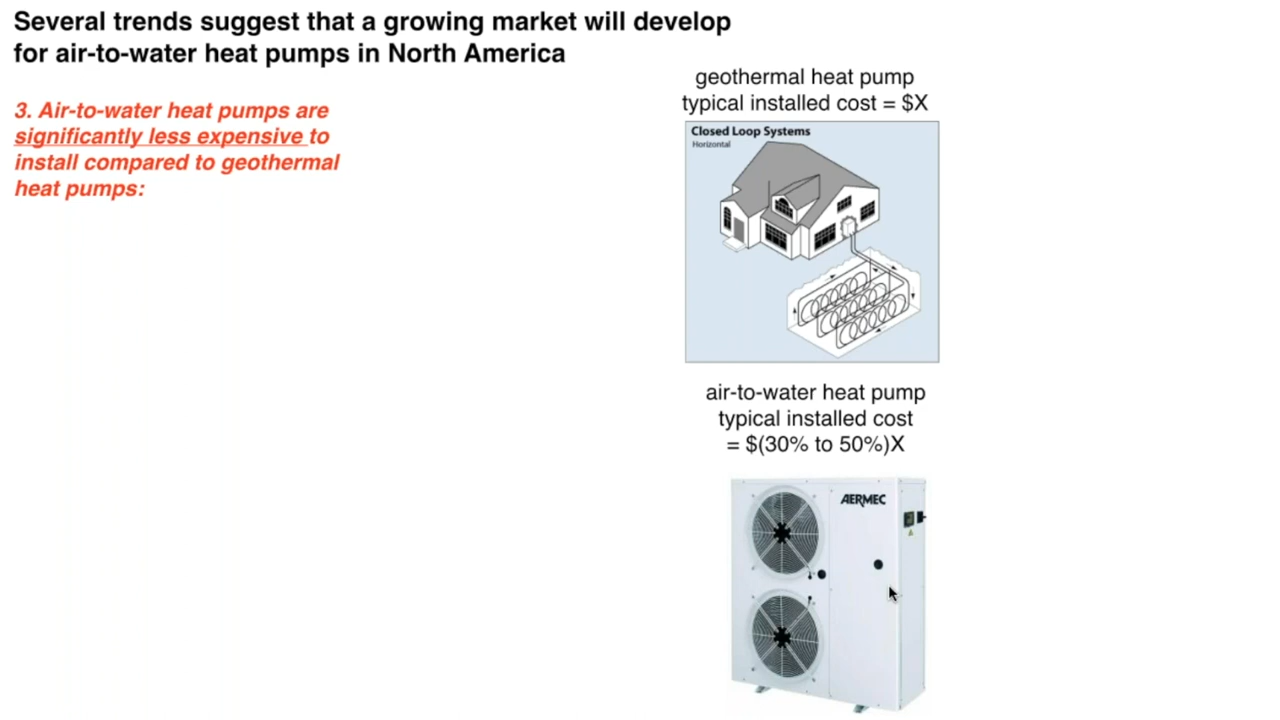 Several trends suggest that a growing market will develop
for air-to-water heat pumps in North America
3. Air-to-water heat pumps are
significantly less expensive to
install compared to geothermal
heat pumps:
geothermal heat pump
typical installed cost = $X
Closed Loop Systems
Horizontal
air-to-water heat pump
typical installed cost
= $(30% to 50%)X
AERMEC